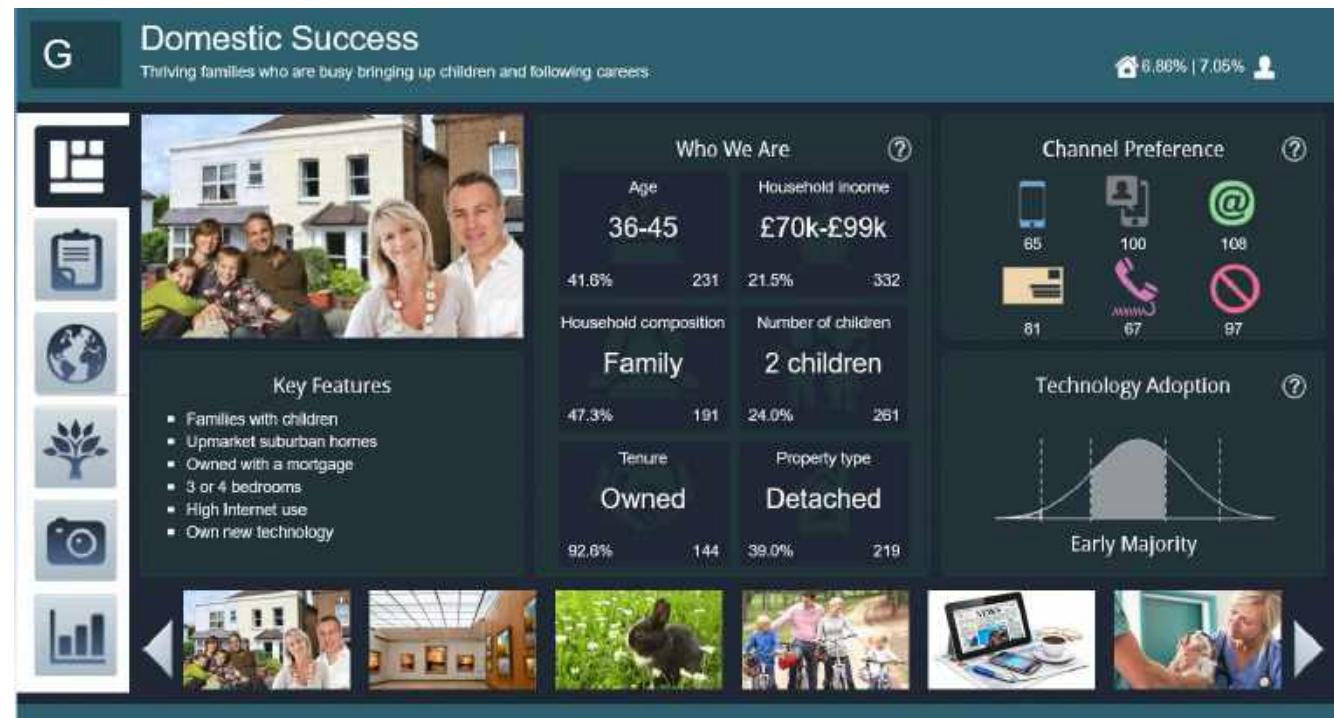 G
Domestic Success
Thriving families who are busy bringing up children and following careers
6.86% | 7.05%
Who We Are
?
Age
36-45
41.6% 231
Household income
£70k-£99k
21.5% 332
Household composition
Family
47.3% 191
Number of children
2 children
24.0% 261
Tenure
Owned
92.6% 144
Property type
Detached
39.0% 219
Channel Preference
?
65
100
@
108
81
67
97
Key Features
Families with children
Upmarket suburban homes
Owned with a mortgage
3 or 4 bedrooms
High Internet use
Own new technology
Technology Adoption
?
Early Majority
NEWS